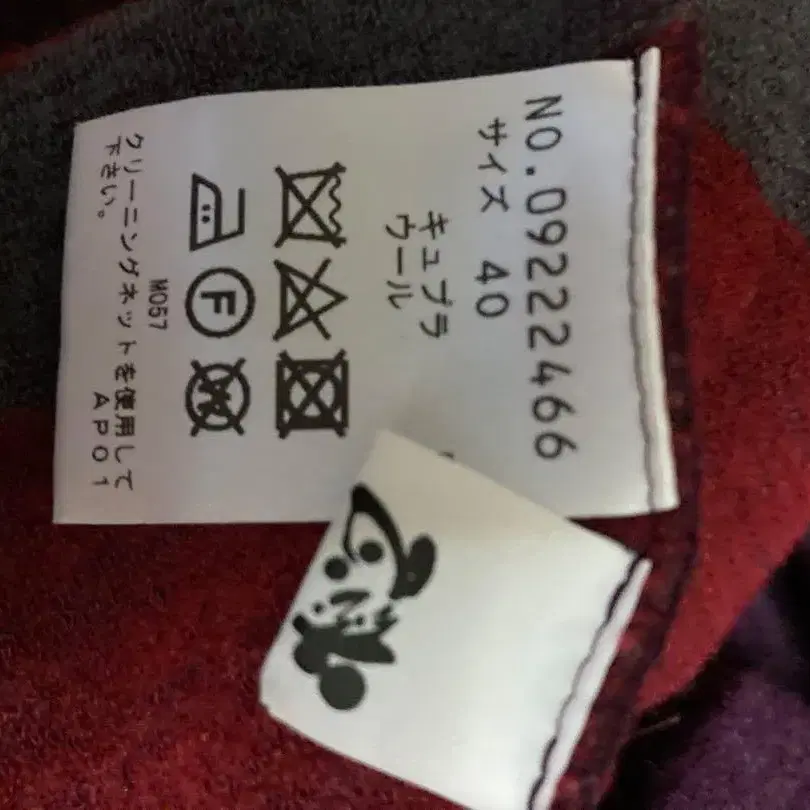 NO.09222466
サイズ 40
キュプラ
ウール
F
W
M057
クリーニングネットを使用して
下さい。
AP01